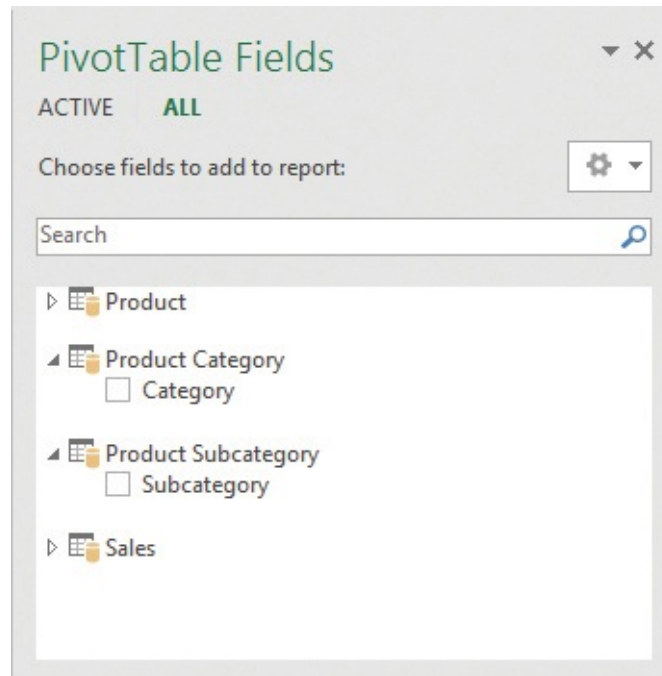 PivotTable Fields
ACTIVE ALL
Choose fields to add to report:
Search
Product
Product Category
Category
Product Subcategory
Subcategory
Sales